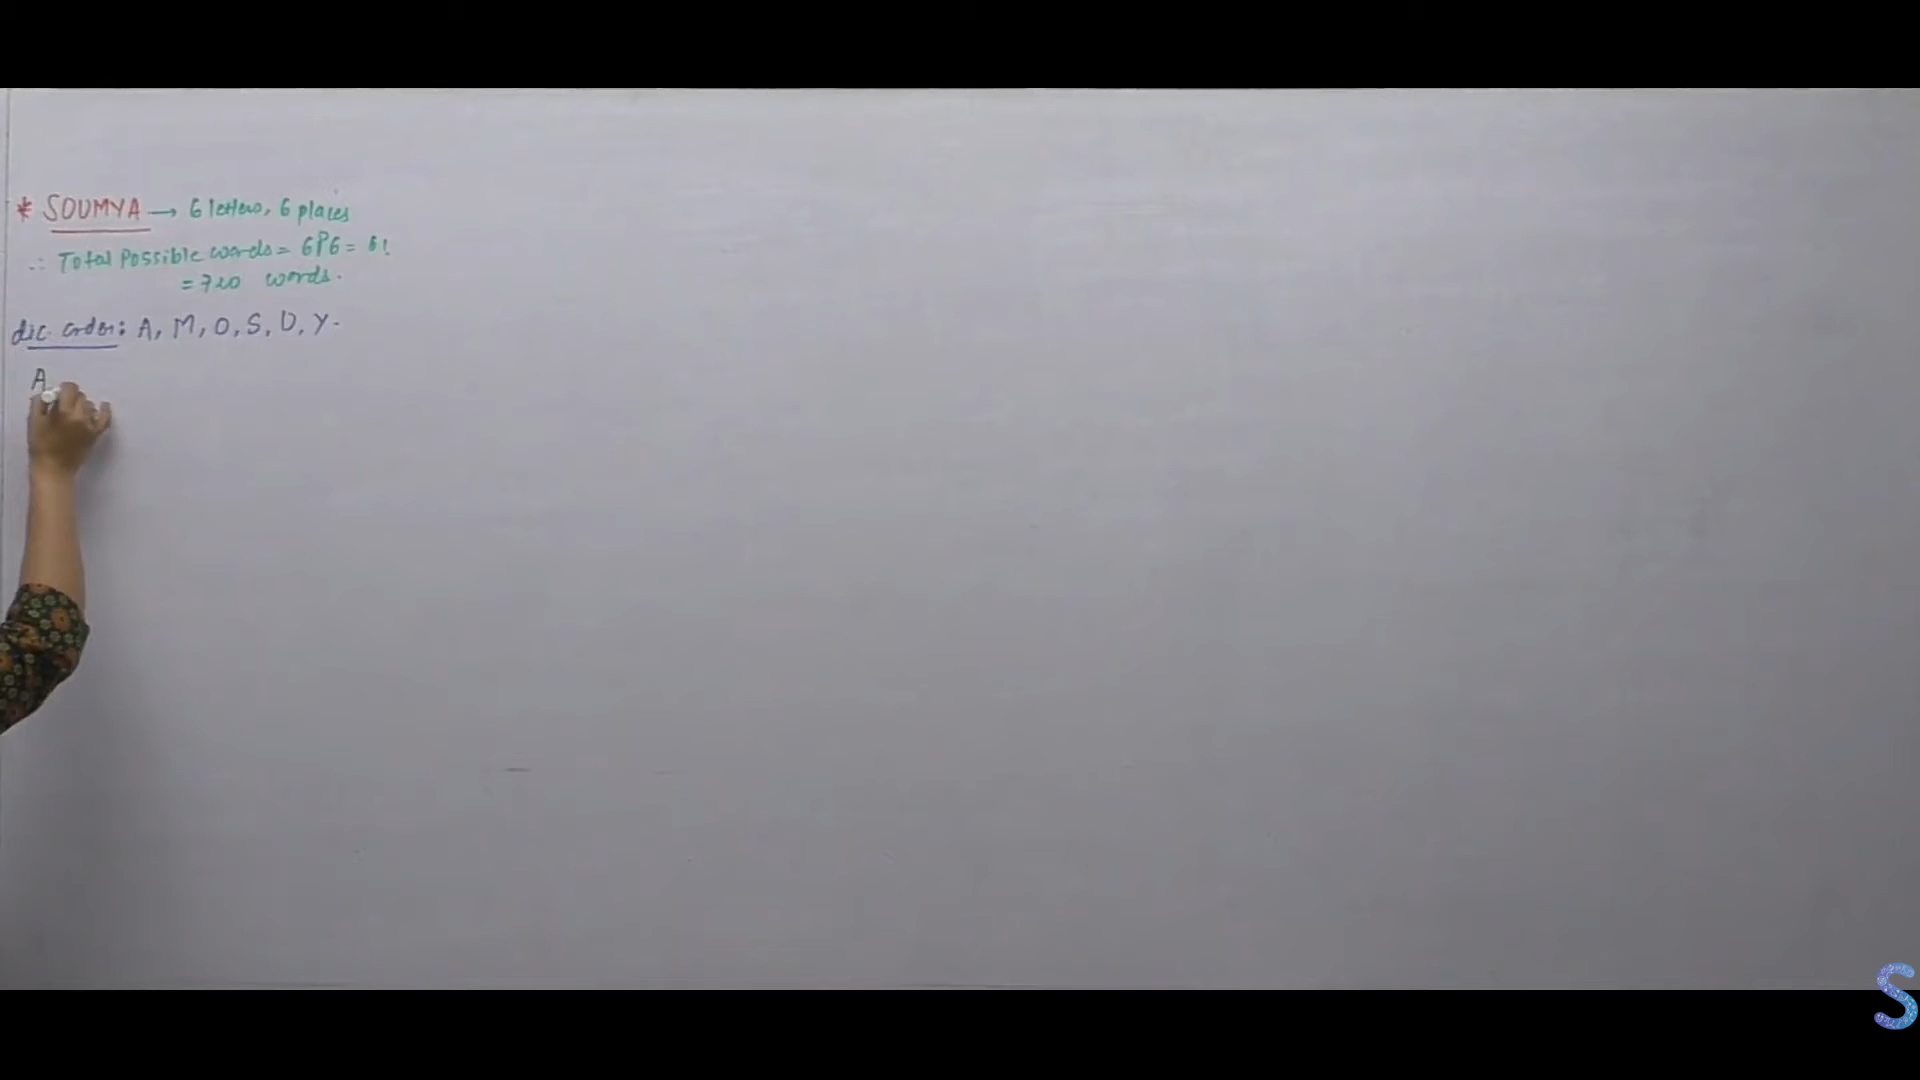 * SOUMYA → 6 letters, 6 places
∴ Total Possible words = 6P6 = 6!
= 720 words.
dic. order: A, M, O, S, U, Y.
A
S